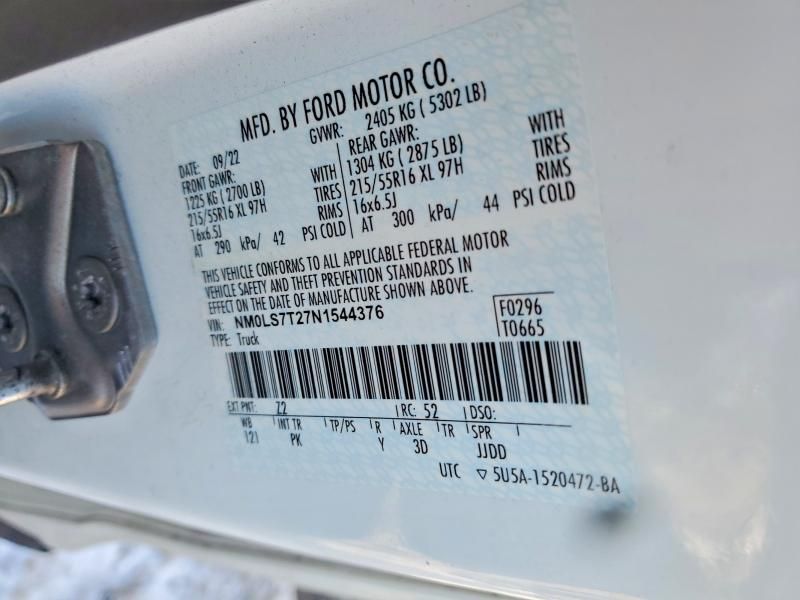 MFD. BY FORD MOTOR CO.
DATE: 09/22 GVWR: 2405 KG ( 5302 LB)
FRONT GAWR: REAR GAWR:
1225 KG ( 2700 LB) WITH 1304 KG ( 2875 LB) WITH
215/55R16 XL 97H TIRES 215/55R16 XL 97H TIRES
16x6.5J RIMS 16x6.5J RIMS
AT 290 kPa/ 42 PSI COLD AT 300 kPa/ 44 PSI COLD
THIS VEHICLE CONFORMS TO ALL APPLICABLE FEDERAL MOTOR
VEHICLE SAFETY AND THEFT PREVENTION STANDARDS IN
EFFECT ON THE DATE OF MANUFACTURE SHOWN ABOVE.
VIN: NM0LS7T27N1544376 F0296
TYPE: Truck T0665
EXT PNT: Z2 RC: 52 DSO:
WB INT TR TP/PS R AXLE TR SPR
121 PK Y 3D JJDD
UTC ▽ 5U5A-1520472-BA